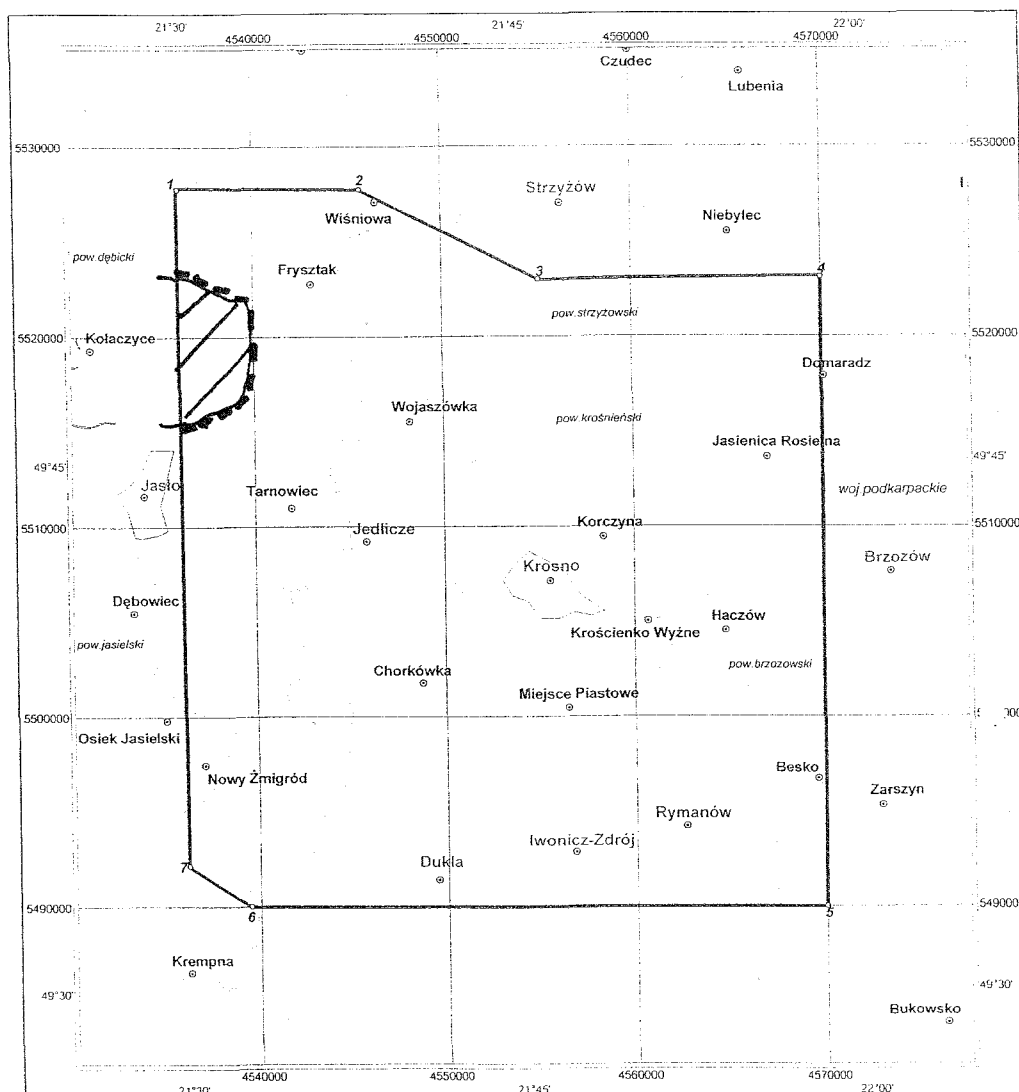 21°30'
21°45'
22°00'
4540000
4550000
4560000
4570000
Czudec
Lubenia
5530000
5530000
1
2
Strzyżów
Wiśniowa
Niebylec
pow.dębicki
Frysztak
3
4
pow.strzyżowski
5520000
5520000
Kołaczyce
Domaradz
Wojaszówka
pow.krośnieński
Jasienica Rosielna
49°45'
49°45'
Jasło
Tarnowiec
woj podkarpackie
Korczyna
5510000
5510000
Jedlicze
Brzozów
Krosno
Dębowiec
Haczów
Krościenko Wyżne
pow.jasielski
pow.brzozowski
Chorkówka
Miejsce Piastowe
5500000
00
Osiek Jasielski
Besko
Nowy Żmigród
Zarszyn
Rymanów
Iwonicz-Zdrój
Dukla
7
5490000
549000
6
5
Krempna
49°30'
49°30'
Bukowsko
4540000
4550000
4560000
4570000
21°30'
21°45'
22°00'